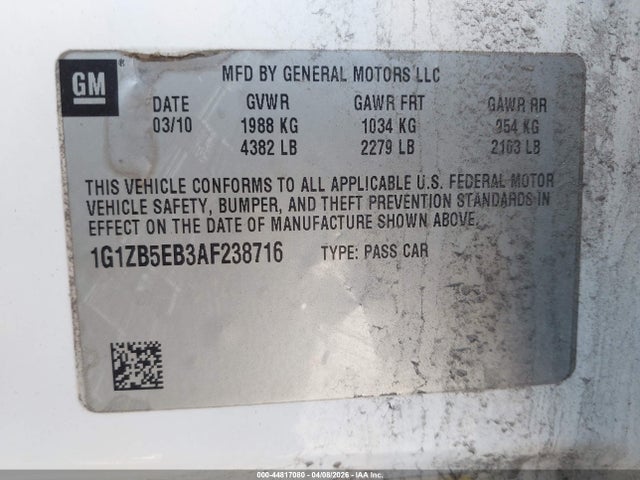 GM
MFD BY GENERAL MOTORS LLC
DATE GVWR GAWR FRT GAWR RR
03/10 1988 KG 1034 KG 954 KG
4382 LB 2279 LB 2103 LB
THIS VEHICLE CONFORMS TO ALL APPLICABLE U.S. FEDERAL MOTOR
VEHICLE SAFETY, BUMPER, AND THEFT PREVENTION STANDARDS IN
EFFECT ON THE DATE OF MANUFACTURE SHOWN ABOVE.
1G1ZB5EB3AF238716 TYPE: PASS CAR
000-44817080 - 04/08/2026 - IAA Inc.